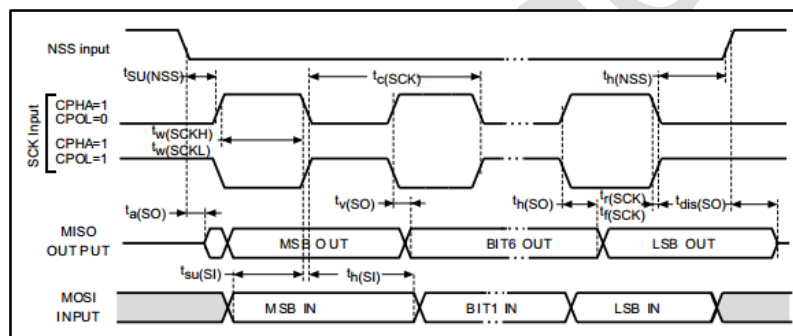 NSS input
tSU(NSS)
tc(SCK)
th(NSS)
SCK Input
CPHA=1
CPOL=0
tw(SCKH)
CPHA=1
tw(SCKL)
CPOL=1
ta(SO)
tv(SO)
th(SO)
tr(SCK)
tf(SCK)
tdis(SO)
MISO
OUTPUT
MSB OUT
BIT6 OUT
LSB OUT
tsu(SI)
th(SI)
MOSI
INPUT
MSB IN
BIT1 IN
LSB IN